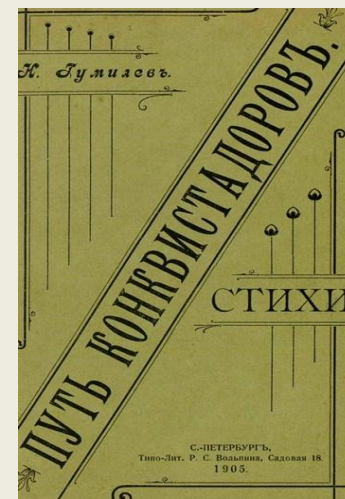 Н. Гумилевъ.
ПУТЬ КОНКВИСТАДОРОВЪ.
СТИХИ
С.-ПЕТЕРБУРГЪ,
Типо-Лит. Р. С. Вольпина, Садовая 18
1905.